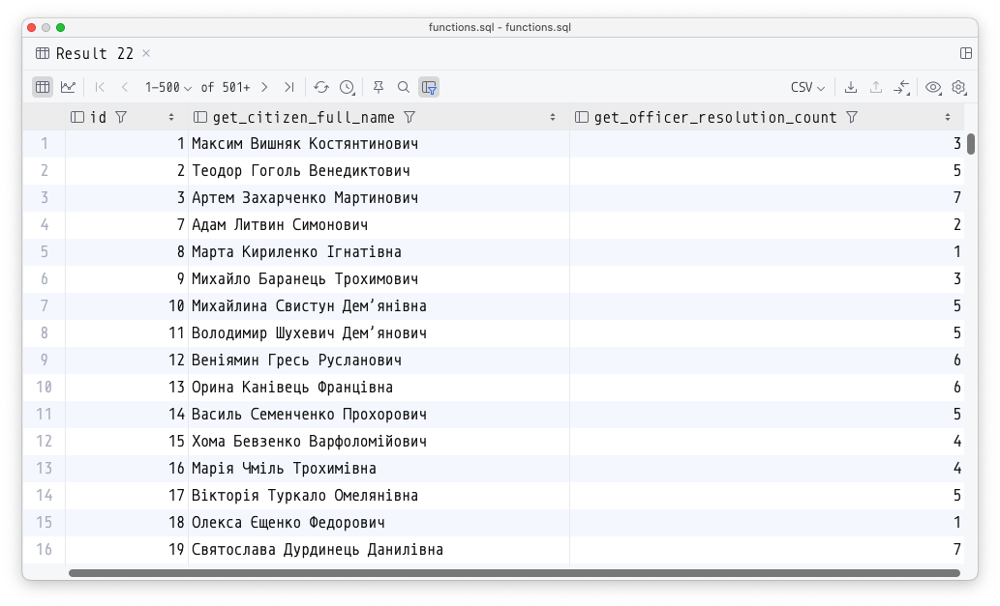 functions.sql – functions.sql
Result 22 ×
1–500 of 501+ CSV
id get_citizen_full_name get_officer_resolution_count
1 1 Максим Вишняк Костянтинович 3
2 2 Теодор Гоголь Венедиктович 5
3 3 Артем Захарченко Мартинович 7
4 7 Адам Литвин Симонович 2
5 8 Марта Кириленко Ігнатівна 1
6 9 Михайло Баранець Трохимович 3
7 10 Михайлина Свистун Дем’янівна 5
8 11 Володимир Шухевич Дем’янович 5
9 12 Веніямин Гресь Русланович 6
10 13 Орина Канівець Францівна 6
11 14 Василь Семенченко Прохорович 5
12 15 Хома Бевзенко Варфоломійович 4
13 16 Марія Чміль Трохимівна 4
14 17 Вікторія Туркало Омелянівна 5
15 18 Олекса Єщенко Федорович 1
16 19 Святослава Дурдинець Данилівна 7